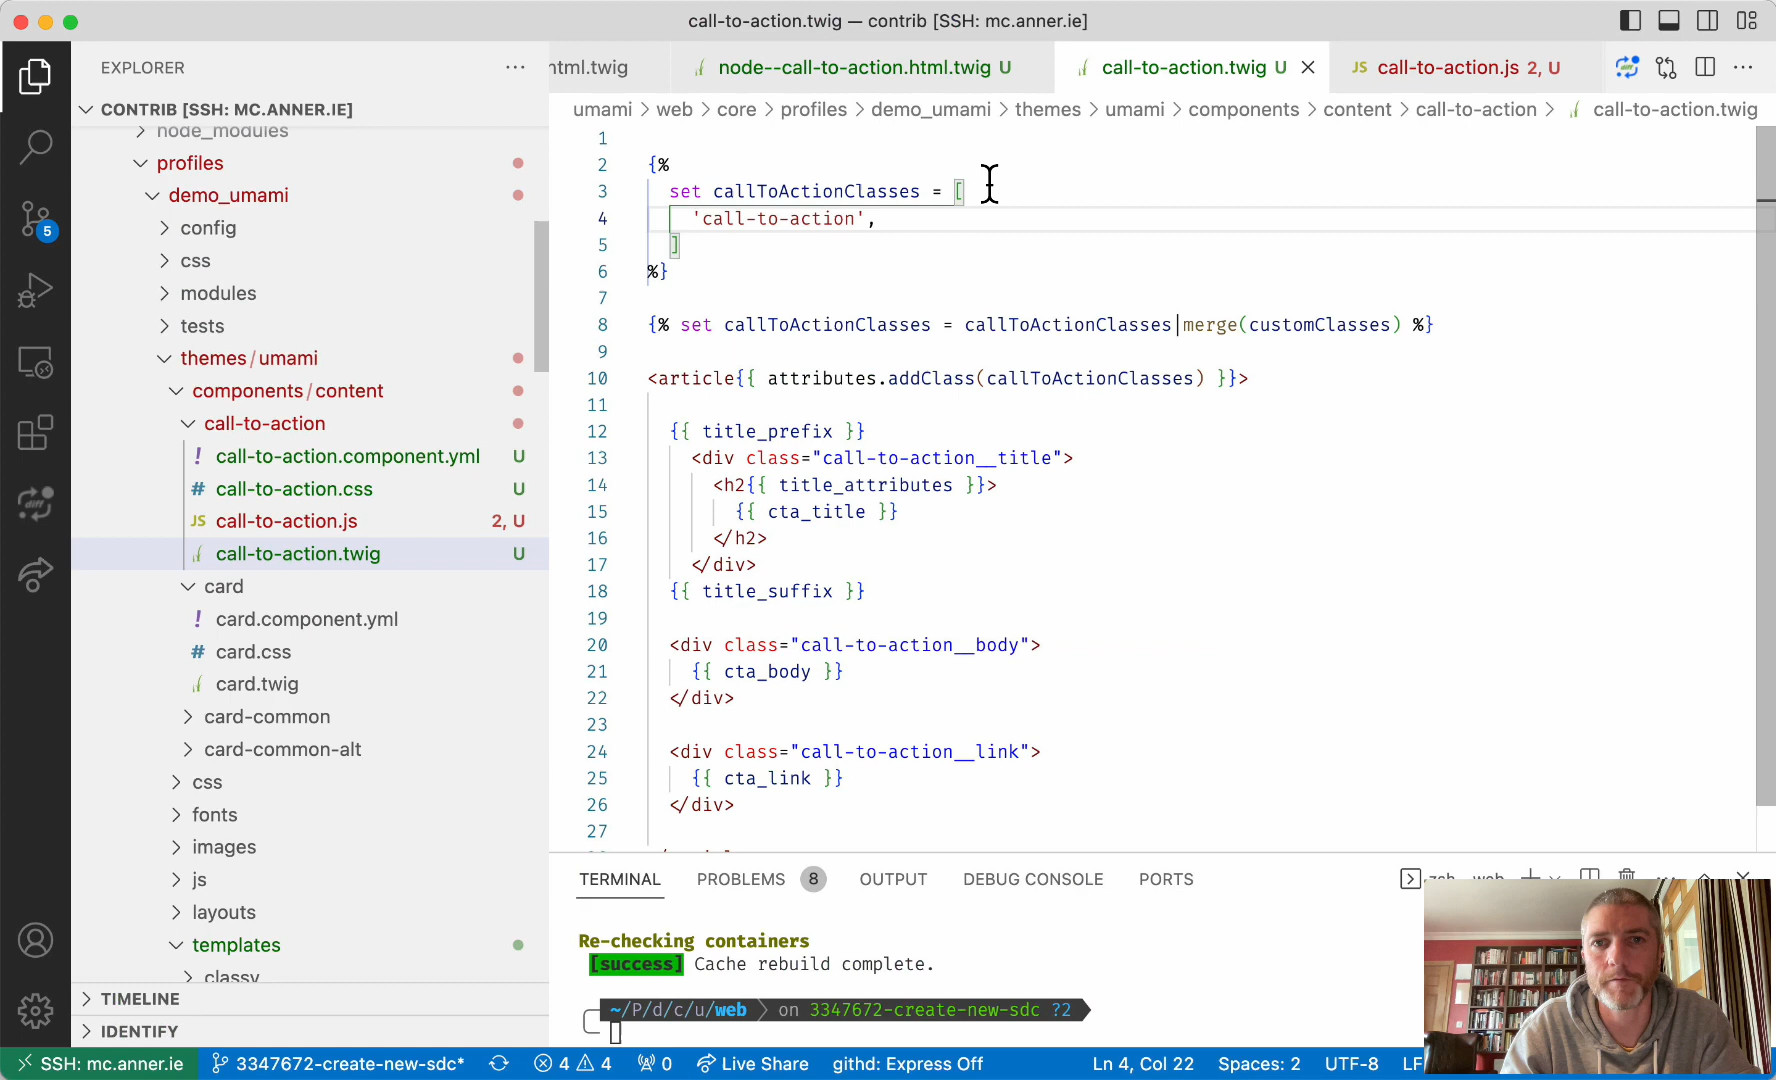 call-to-action.twig — contrib [SSH: mc.anner.ie]
EXPLORER
html.twig
node--call-to-action.html.twig U
call-to-action.twig U
JS call-to-action.js 2, U
CONTRIB [SSH: MC.ANNER.IE]
umami > web > core > profiles > demo_umami > themes > umami > components > content > call-to-action > call-to-action.twig
node_modules
profiles
demo_umami
config
css
modules
tests
themes/umami
components/content
call-to-action
! call-to-action.component.yml U
# call-to-action.css U
JS call-to-action.js 2, U
call-to-action.twig U
card
! card.component.yml
# card.css
card.twig
card-common
card-common-alt
css
fonts
images
js
layouts
templates
classy
TIMELINE
IDENTIFY
5
1
2 {%
3 set callToActionClasses = [
4 'call-to-action',
5 ]
6 %}
7
8 {% set callToActionClasses = callToActionClasses|merge(customClasses) %}
9
10 <article{{ attributes.addClass(callToActionClasses) }}>
11
12 {{ title_prefix }}
13 <div class="call-to-action__title">
14 <h2{{ title_attributes }}>
15 {{ cta_title }}
16 </h2>
17 </div>
18 {{ title_suffix }}
19
20 <div class="call-to-action__body">
21 {{ cta_body }}
22 </div>
23
24 <div class="call-to-action__link">
25 {{ cta_link }}
26 </div>
27
TERMINAL PROBLEMS 8 OUTPUT DEBUG CONSOLE PORTS
Re-checking containers
[success] Cache rebuild complete.
~/P/d/c/u/web on 3347672-create-new-sdc ?2
SSH: mc.anner.ie 3347672-create-new-sdc* 4 4 0 Live Share githd: Express Off Ln 4, Col 22 Spaces: 2 UTF-8 LF